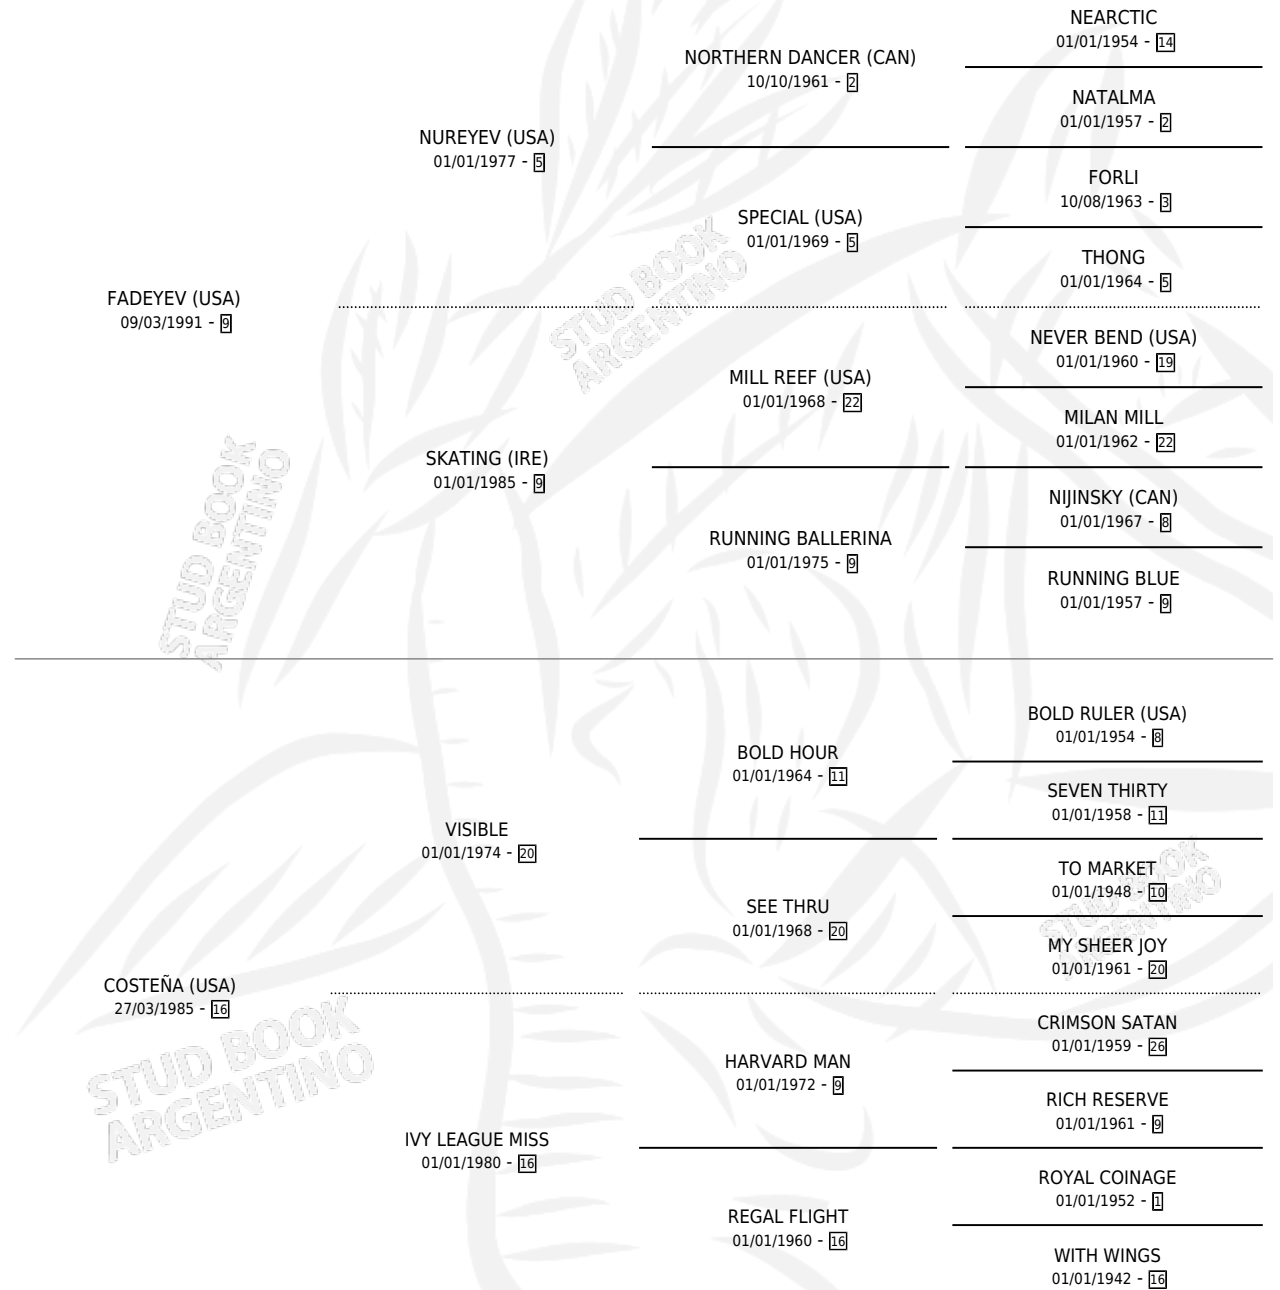 NEARCTIC
01/01/1954 - 14
NORTHERN DANCER (CAN)
10/10/1961 - 2
NATALMA
01/01/1957 - 2
NUREYEV (USA)
01/01/1977 - 5
FORLI
10/08/1963 - 3
SPECIAL (USA)
01/01/1969 - 5
THONG
01/01/1964 - 5
FADEYEV (USA)
09/03/1991 - 9
NEVER BEND (USA)
01/01/1960 - 19
MILL REEF (USA)
01/01/1968 - 22
MILAN MILL
01/01/1962 - 22
SKATING (IRE)
01/01/1985 - 9
NIJINSKY (CAN)
01/01/1967 - 8
RUNNING BALLERINA
01/01/1975 - 9
RUNNING BLUE
01/01/1957 - 9
BOLD RULER (USA)
01/01/1954 - 8
BOLD HOUR
01/01/1964 - 11
SEVEN THIRTY
01/01/1958 - 11
VISIBLE
01/01/1974 - 20
TO MARKET
01/01/1948 - 10
SEE THRU
01/01/1968 - 20
MY SHEER JOY
01/01/1961 - 20
COSTEÑA (USA)
27/03/1985 - 16
CRIMSON SATAN
01/01/1959 - 26
HARVARD MAN
01/01/1972 - 9
RICH RESERVE
01/01/1961 - 9
IVY LEAGUE MISS
01/01/1980 - 16
ROYAL COINAGE
01/01/1952 - 1
REGAL FLIGHT
01/01/1960 - 16
WITH WINGS
01/01/1942 - 16
STUD BOOK
ARGENTINO
STUD BOOK
ARGENTINO
STUD BOOK
ARGENTINO
STUD BOOK
ARGENTINO